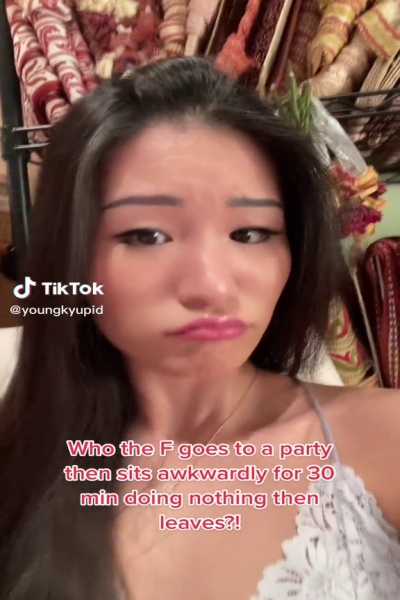 TikTok
@youngkyupid
Who the F goes to a party
then sits awkwardly for 30
min doing nothing then
leaves?!